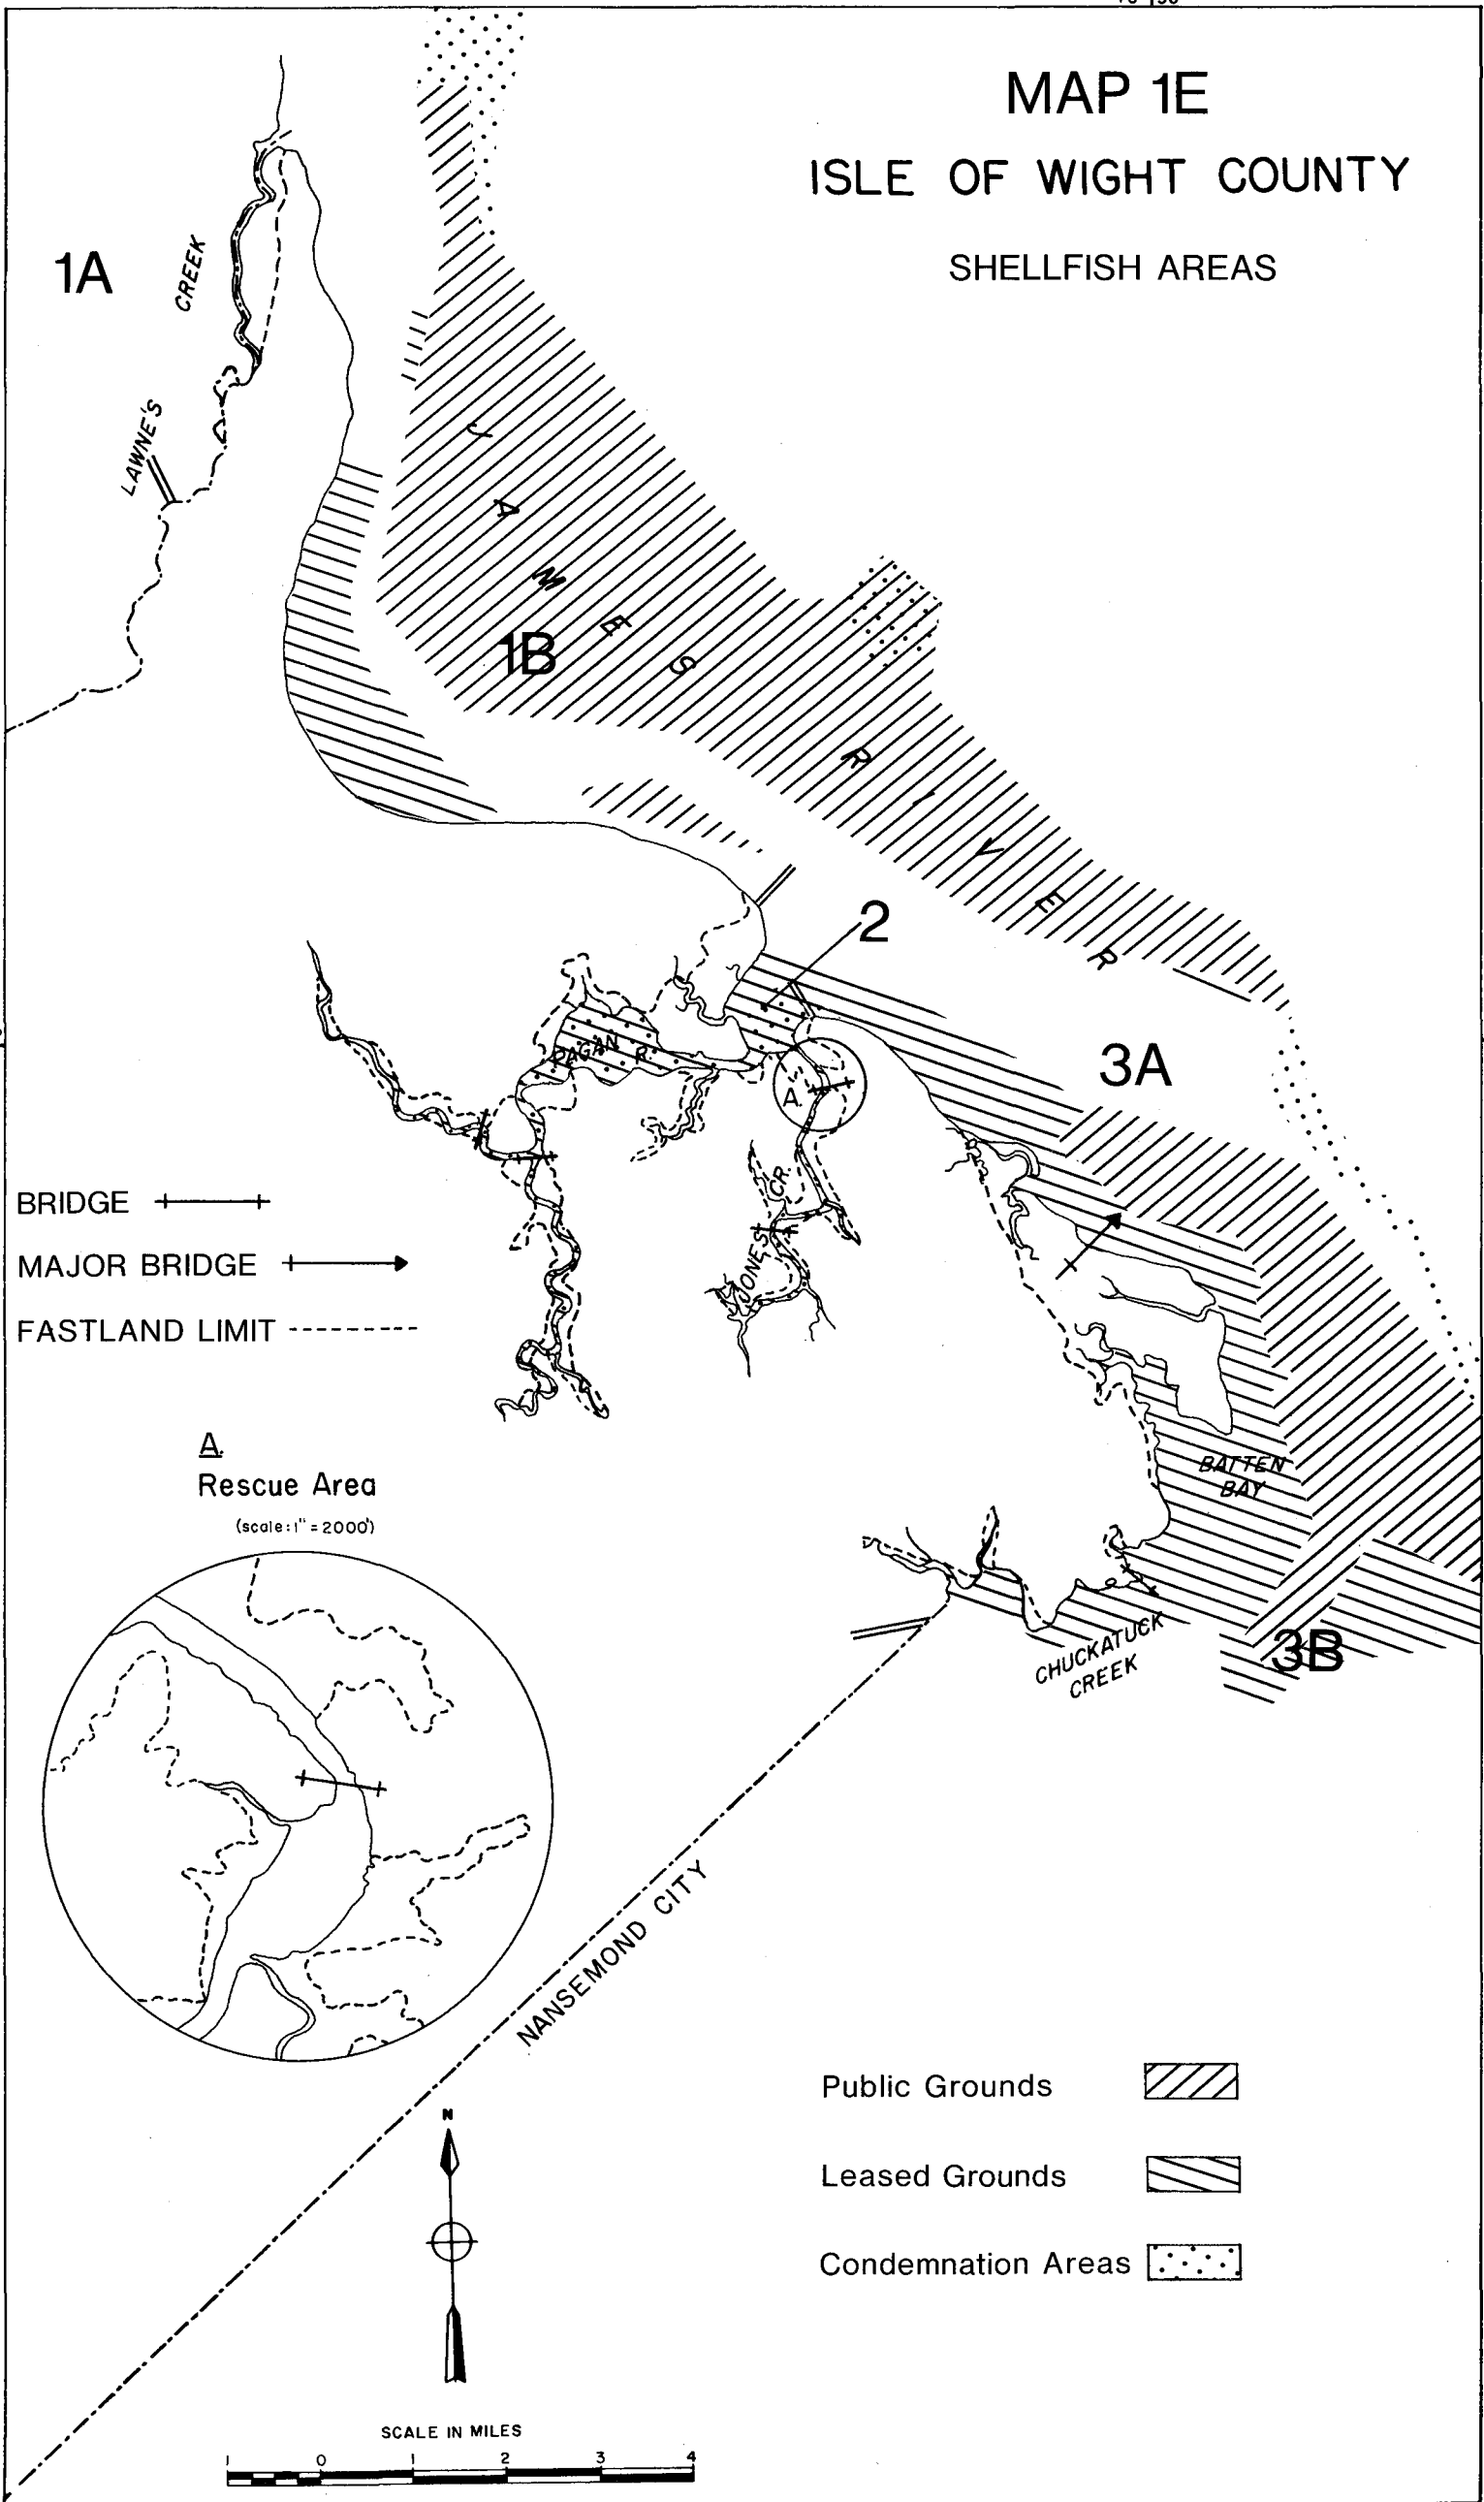 MAP 1E
ISLE OF WIGHT COUNTY
SHELLFISH AREAS
1A
CREEK
LAWNE'S
JAMES
1B
RIVER
2
PAGAN R.
3A
A.
JONES CR.
BRIDGE
MAJOR BRIDGE
FASTLAND LIMIT
A.
Rescue Area
(scale: 1" = 2000')
BATTEN
BAY
CHUCKATUCK
CREEK
3B
NANSEMOND CITY
Public Grounds
Leased Grounds
Condemnation Areas
N
SCALE IN MILES
1 0 1 2 3 4